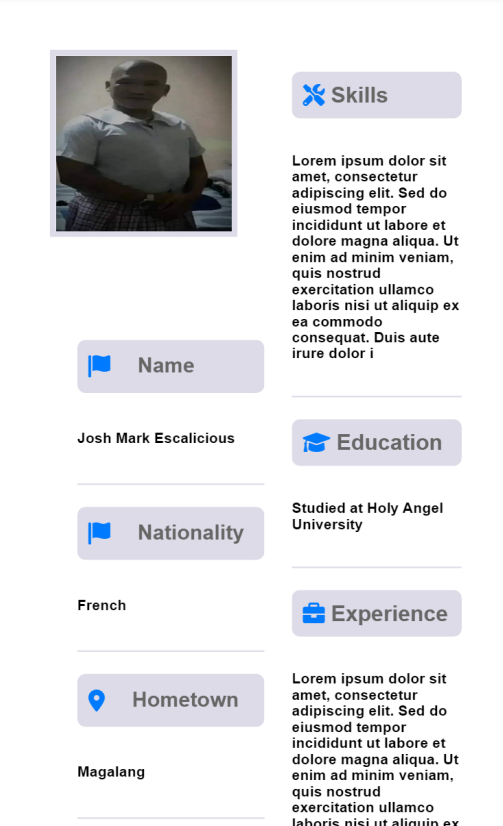 Name
Josh Mark Escalicious
Nationality
French
Hometown
Magalang
Skills
Lorem ipsum dolor sit
amet, consectetur
adipiscing elit. Sed do
eiusmod tempor
incididunt ut labore et
dolore magna aliqua. Ut
enim ad minim veniam,
quis nostrud
exercitation ullamco
laboris nisi ut aliquip ex
ea commodo
consequat. Duis aute
irure dolor i
Education
Studied at Holy Angel
University
Experience
Lorem ipsum dolor sit
amet, consectetur
adipiscing elit. Sed do
eiusmod tempor
incididunt ut labore et
dolore magna aliqua. Ut
enim ad minim veniam,
quis nostrud
exercitation ullamco
laboris nisi ut aliquip ex